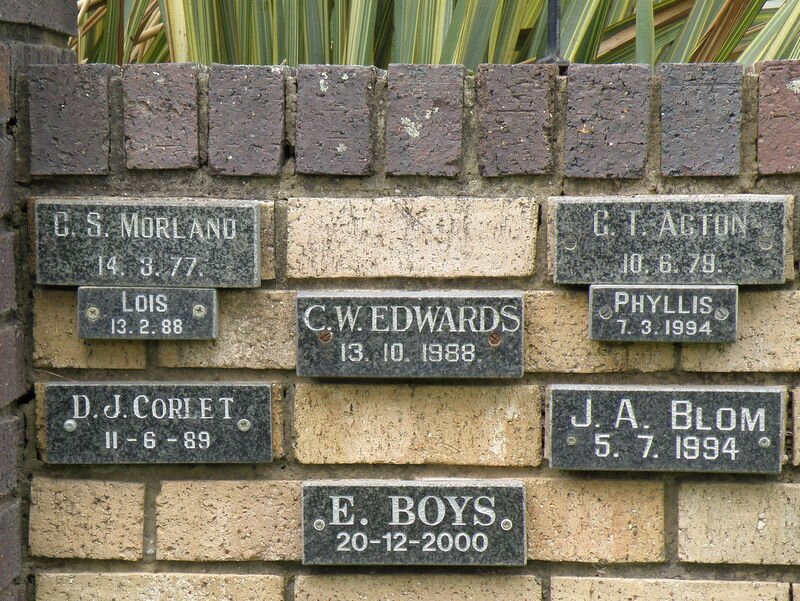 C. S. MORLAND
14. 3. 77.
LOIS
13. 2. 88
C. T. ACTON
10. 6. 79.
PHYLLIS
7. 3. 1994
C. W. EDWARDS
13. 10. 1988.
D. J. CORLET
11-6-89
J. A. BLOM
5. 7. 1994
E. BOYS.
20-12-2000